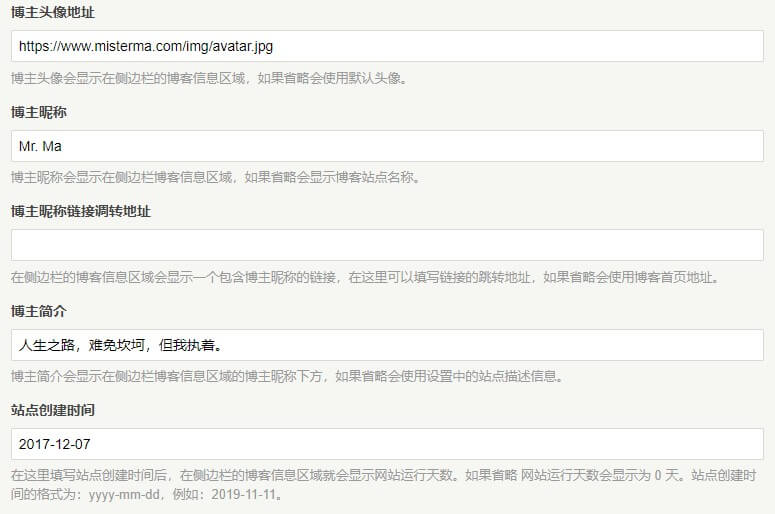 博主头像地址
https://www.misterma.com/img/avatar.jpg
博主头像会显示在侧边栏的博客信息区域，如果省略会使用默认头像。
博主昵称
Mr. Ma
博主昵称会显示在侧边栏博客信息区域，如果省略会显示博客站点名称。
博主昵称链接调转地址
在侧边栏的博客信息区域会显示一个包含博主昵称的链接，在这里可以填写链接的跳转地址，如果省略会使用博客首页地址。
博主简介
人生之路，难免坎坷，但我执着。
博主简介会显示在侧边栏博客信息区域的博主昵称下方，如果省略会使用设置中的站点描述信息。
站点创建时间
2017-12-07
在这里填写站点创建时间后，在侧边栏的博客信息区域就会显示网站运行天数。如果省略 网站运行天数会显示为 0 天。站点创建时
间的格式为：yyyy-mm-dd，例如：2019-11-11。